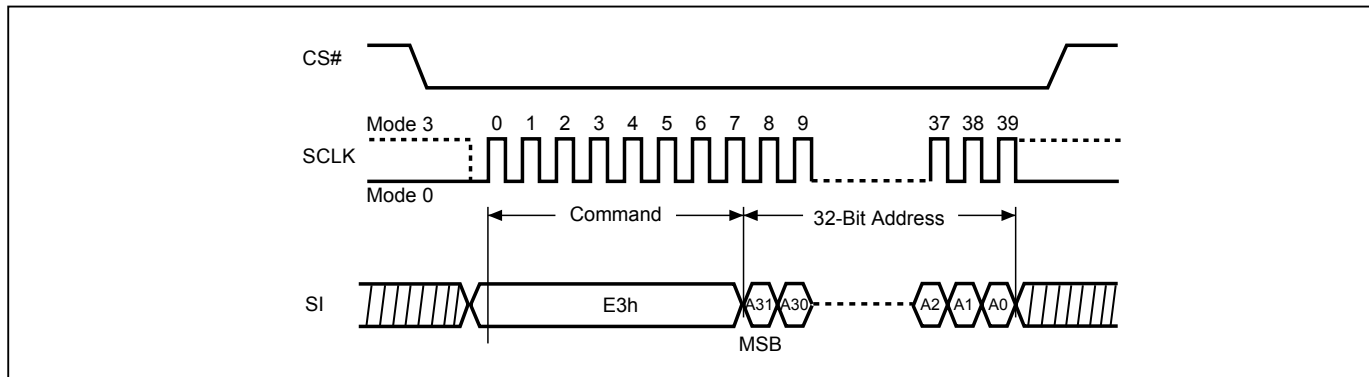 CS#
Mode 3 0 1 2 3 4 5 6 7 8 9 37 38 39
SCLK
Mode 0
Command 32-Bit Address
SI E3h A31 A30 A2 A1 A0
MSB